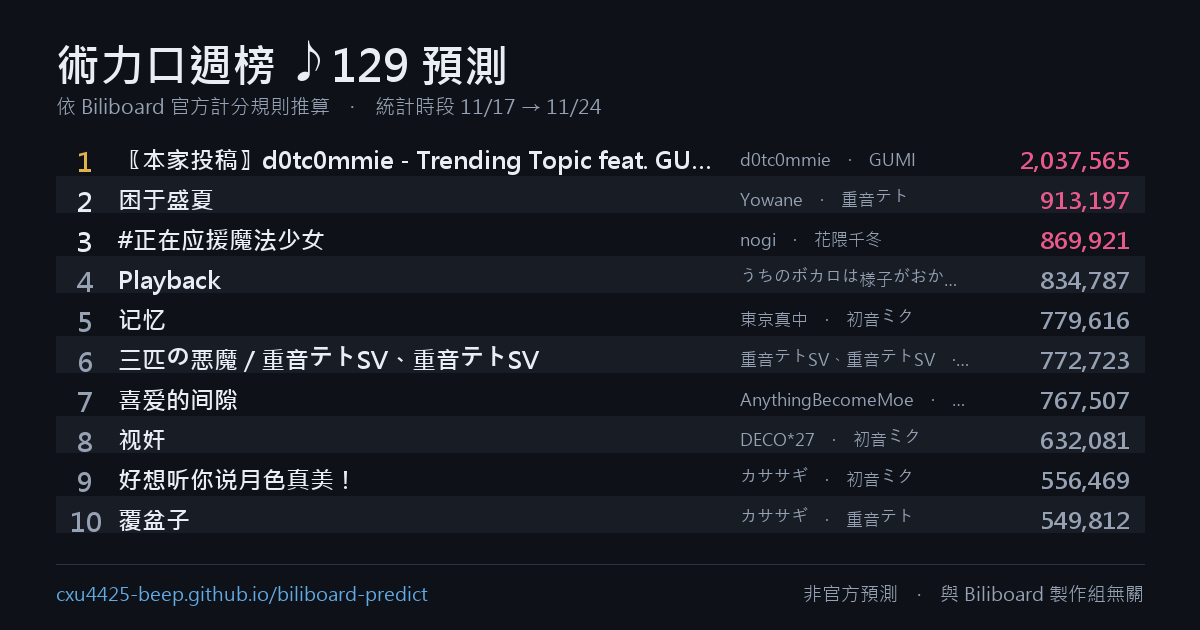 術力口週榜 ♪129 預測
依 Biliboard 官方計分規則推算 · 統計時段 11/17 → 11/24
1 〖本家投稿〗d0tc0mmie - Trending Topic feat. GU... d0tc0mmie · GUMI 2,037,565
2 困于盛夏 Yowane · 重音テト 913,197
3 #正在应援魔法少女 nogi · 花隈千冬 869,921
4 Playback うちのボカロは様子がおか... 834,787
5 记忆 東京真中 · 初音ミク 779,616
6 三匹の悪魔 / 重音テトSV、重音テトSV 重音テトSV、重音テトSV ·... 772,723
7 喜爱的间隙 AnythingBecomeMoe · ... 767,507
8 视奸 DECO*27 · 初音ミク 632,081
9 好想听你说月色真美！ カササギ · 初音ミク 556,469
10 覆盆子 カササギ · 重音テト 549,812
cxu4425-beep.github.io/biliboard-predict 非官方預測 · 與 Biliboard 製作組無關